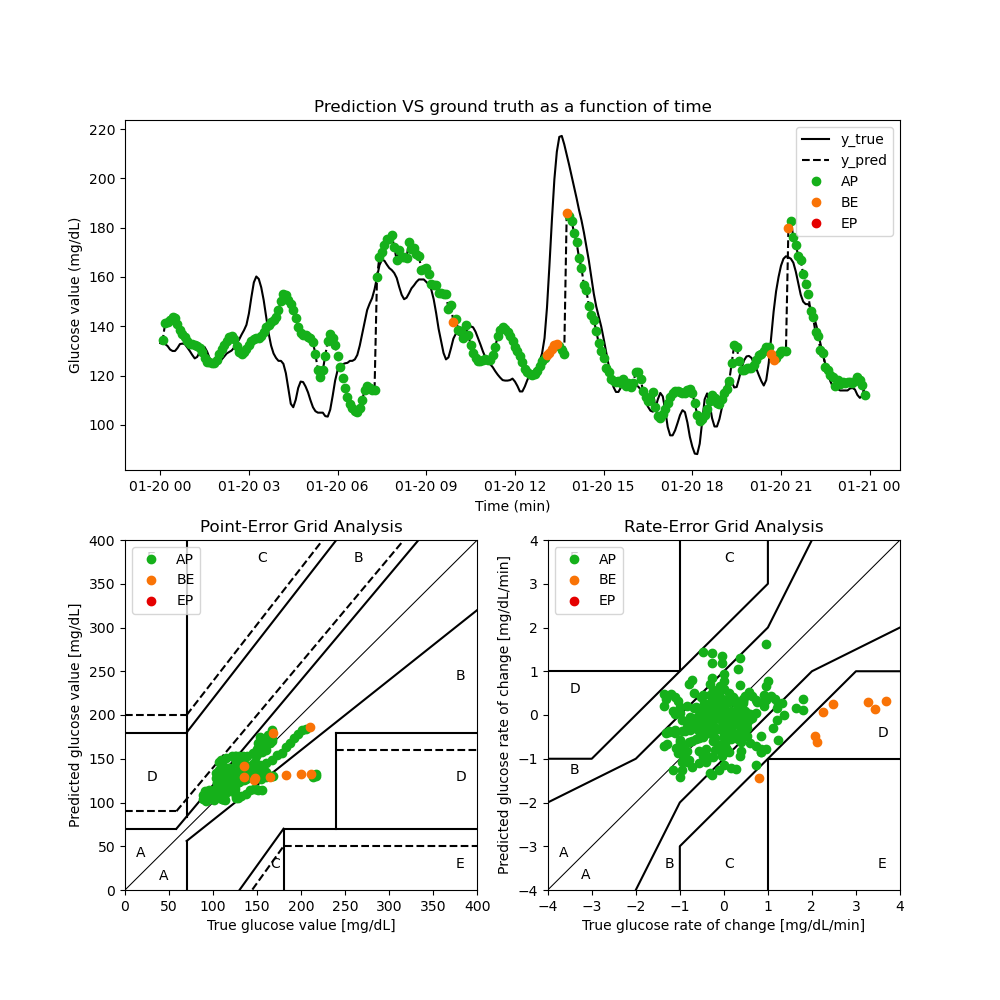 Prediction VS ground truth as a function of time
Glucose value (mg/dL)
220
200
180
160
140
120
100
y_true
y_pred
AP
BE
EP
01-20 00 01-20 03 01-20 06 01-20 09 01-20 12 01-20 15 01-20 18 01-20 21 01-21 00
Time (min)
Point-Error Grid Analysis
Predicted glucose value [mg/dL]
400
350
300
250
200
150
100
50
0
AP
BE
EP
C
B
B
D
D
A
A
C
E
0 50 100 150 200 250 300 350 400
True glucose value [mg/dL]
Rate-Error Grid Analysis
Predicted glucose rate of change [mg/dL/min]
4
3
2
1
0
−1
−2
−3
−4
AP
BE
EP
C
D
D
B
A
A
B
C
E
−4 −3 −2 −1 0 1 2 3 4
True glucose rate of change [mg/dL/min]